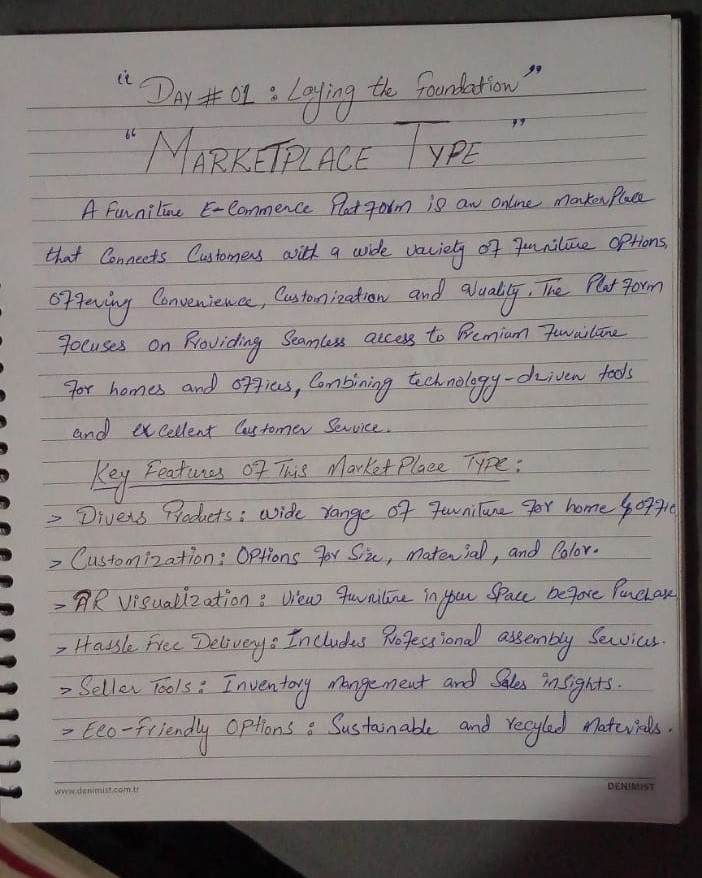 " Day # 01 : Laying the Foundation "
" Marketplace Type "
A Furniture E-Commerce Platform is an online markerplace
that Connects Customers with a wide variety of furniture options,
offering Convenience, Customization and Quality. The Platform
focuses on Providing Seamless access to Premium Furniture
for homes and offices, Combining technology-driven tools
and excellent Customer Service.
Key Features Of This MarketPlace Type :
> Divers Products : wide range of furniture for home & offic
> Customization : Options for Size, Material, and Color.
> AR Visualization : View furniture in your Space before Purchase
> Hassle Free Delivery : Includes Professional assembly Services.
> Seller Tools : Inventory mangement and Sales insights.
> Eco-friendly Options : Sustainable and recyled Materials.
www.denimist.com.tr DENIMIST